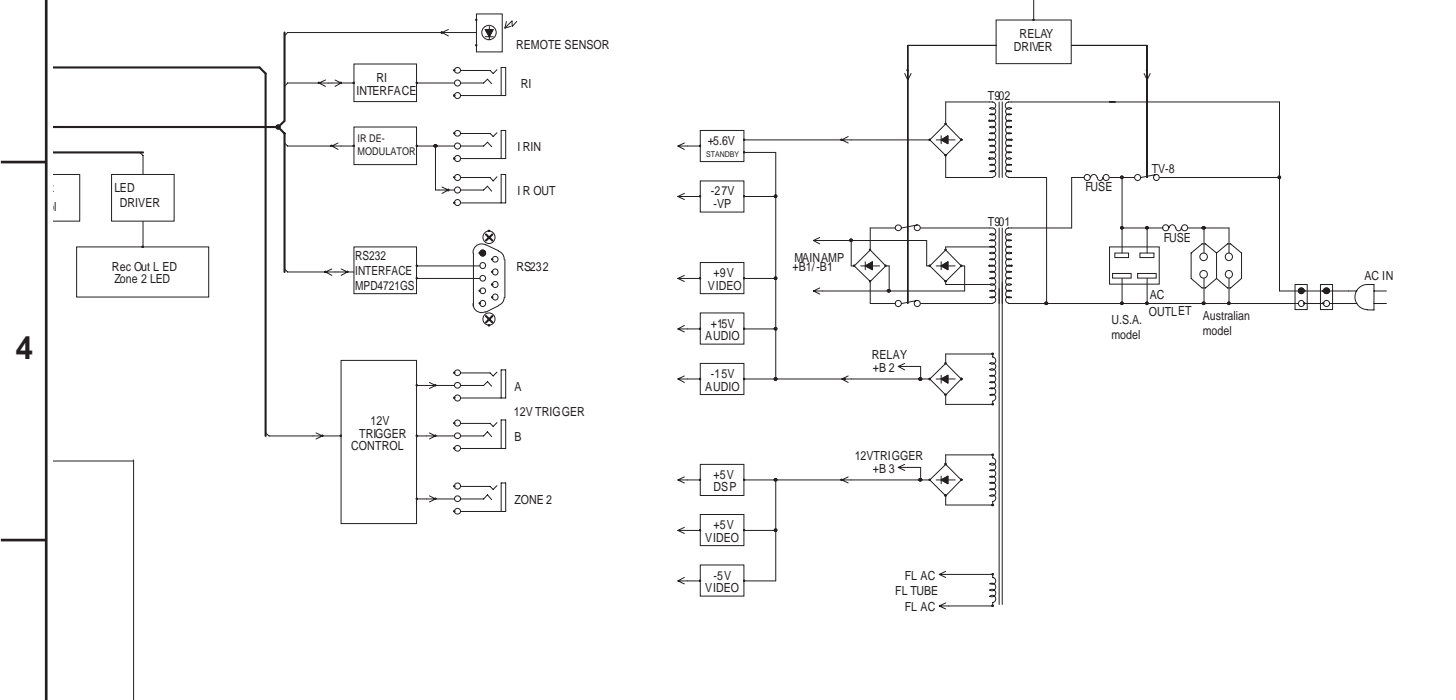 REMOTE SENSOR
RI
INTERFACE
RI
IR DE-
MODULATOR
I R IN
I R OUT
LED
DRIVER
Rec Out L ED
Zone 2 LED
RS232
INTERFACE
MPD4721GS
RS232
4
12V
TRIGGER
CONTROL
A
12V TRIGGER
B
ZONE 2
RELAY
DRIVER
T902
+5.6V
STANDBY
-27V
-VP
+9V
VIDEO
+15V
AUDIO
-15V
AUDIO
MAIN AMP
+B1/-B1
T901
FUSE
TV-8
FUSE
AC
OUTLET
U.S.A.
model
Australian
model
AC IN
RELAY
+B 2
12VTRIGGER
+B 3
+5V
DSP
+5V
VIDEO
-5V
VIDEO
FL AC
FL TUBE
FL AC